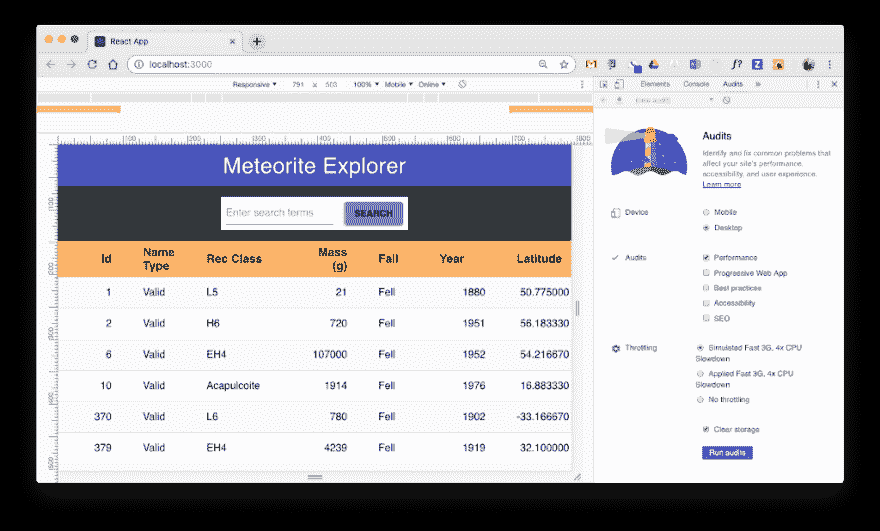 React App
localhost:3000
Responsive 791 x 503 100% Mobile Online
Elements Console Audits
Meteorite Explorer
Enter search terms SEARCH
Id Name Type Rec Class Mass (g) Fall Year Latitude
1 Valid L5 21 Fell 1880 50.775000
2 Valid H6 720 Fell 1951 56.183330
6 Valid EH4 107000 Fell 1952 54.216670
10 Valid Acapulcoite 1914 Fell 1976 16.883330
370 Valid L6 780 Fell 1902 -33.166670
379 Valid EH4 4239 Fell 1919 32.100000
Audits
Identify and fix common problems that
affect your site's performance,
accessibility, and user experience.
Learn more
Device Mobile
Desktop
Audits Performance
Progressive Web App
Best practices
Accessibility
SEO
Throttling Simulated Fast 3G, 4x CPU
Slowdown
Applied Fast 3G, 4x CPU
Slowdown
No throttling
Clear storage
Run audits